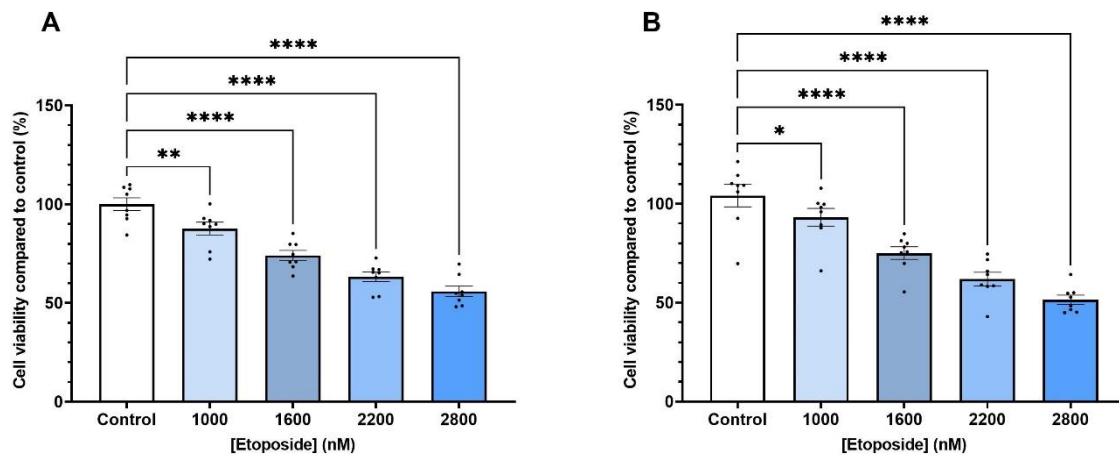 A
****
****
****
**
Cell viability compared to control (%)
150
100
50
0
Control 1000 1600 2200 2800
[Etoposide] (nM)
B
****
****
****
*
Cell viability compared to control (%)
150
100
50
0
Control 1000 1600 2200 2800
[Etoposide] (nM)